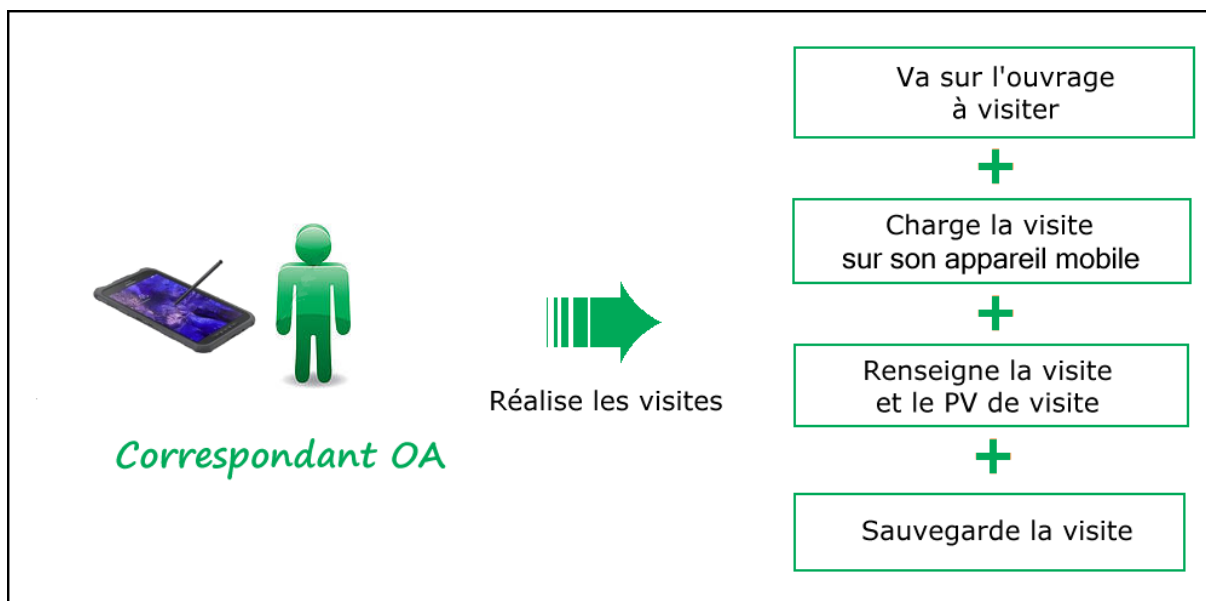 Va sur l'ouvrage
à visiter
+
Charge la visite
sur son appareil mobile
+
Renseigne la visite
et le PV de visite
+
Sauvegarde la visite
Réalise les visites
Correspondant OA